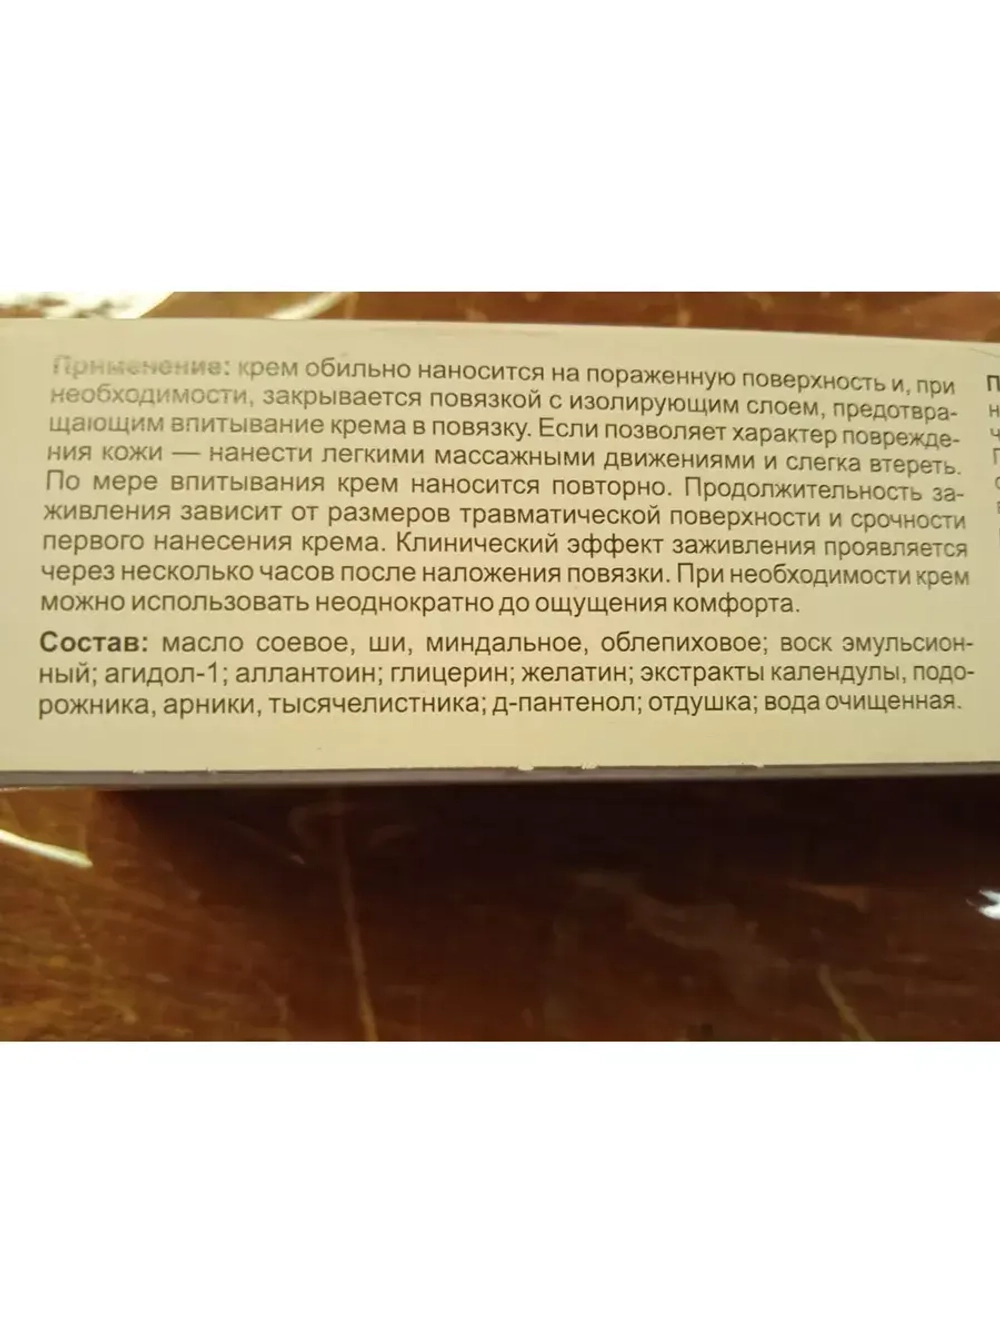 Применение: крем обильно наносится на пораженную поверхность и, при
необходимости, закрывается повязкой с изолирующим слоем, предотвра-
щающим впитывание крема в повязку. Если позволяет характер поврежде-
ния кожи — нанести легкими массажными движениями и слегка втереть.
По мере впитывания крем наносится повторно. Продолжительность за-
живления зависит от размеров травматической поверхности и срочности
первого нанесения крема. Клинический эффект заживления проявляется
через несколько часов после наложения повязки. При необходимости крем
можно использовать неоднократно до ощущения комфорта.
Состав: масло соевое, ши, миндальное, облепиховое; воск эмульсион-
ный; агидол-1; аллантоин; глицерин; желатин; экстракты календулы, подо-
рожника, арники, тысячелистника; д-пантенол; отдушка; вода очищенная.